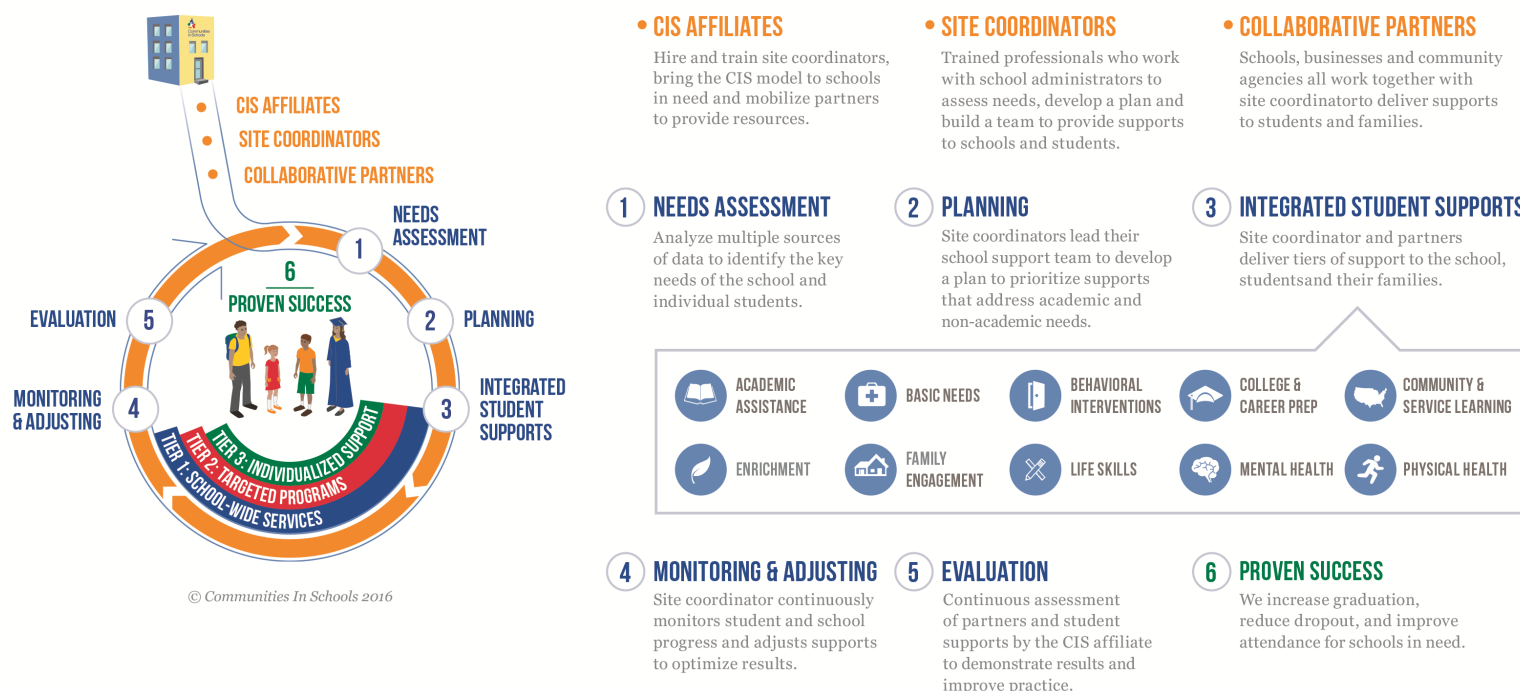 Communities
In Schools
CIS AFFILIATES
SITE COORDINATORS
COLLABORATIVE PARTNERS
NEEDS
ASSESSMENT
1
6
PROVEN SUCCESS
EVALUATION
5
2
PLANNING
MONITORING
& ADJUSTING
4
3
INTEGRATED
STUDENT
SUPPORTS
TIER 3: INDIVIDUALIZED SUPPORT
TIER 2: TARGETED PROGRAMS
TIER 1: SCHOOL-WIDE SERVICES
© Communities In Schools 2016
• CIS AFFILIATES
Hire and train site coordinators,
bring the CIS model to schools
in need and mobilize partners
to provide resources.
• SITE COORDINATORS
Trained professionals who work
with school administrators to
assess needs, develop a plan and
build a team to provide supports
to schools and students.
• COLLABORATIVE PARTNERS
Schools, businesses and community
agencies all work together with
site coordinatorto deliver supports
to students and families.
1 NEEDS ASSESSMENT
Analyze multiple sources
of data to identify the key
needs of the school and
individual students.
2 PLANNING
Site coordinators lead their
school support team to develop
a plan to prioritize supports
that address academic and
non-academic needs.
3 INTEGRATED STUDENT SUPPORTS
Site coordinator and partners
deliver tiers of support to the school,
studentsand their families.
ACADEMIC
ASSISTANCE
BASIC NEEDS
BEHAVIORAL
INTERVENTIONS
COLLEGE &
CAREER PREP
COMMUNITY &
SERVICE LEARNING
ENRICHMENT
FAMILY
ENGAGEMENT
LIFE SKILLS
MENTAL HEALTH
PHYSICAL HEALTH
4 MONITORING & ADJUSTING
Site coordinator continuously
monitors student and school
progress and adjusts supports
to optimize results.
5 EVALUATION
Continuous assessment
of partners and student
supports by the CIS affiliate
to demonstrate results and
improve practice.
6 PROVEN SUCCESS
We increase graduation,
reduce dropout, and improve
attendance for schools in need.